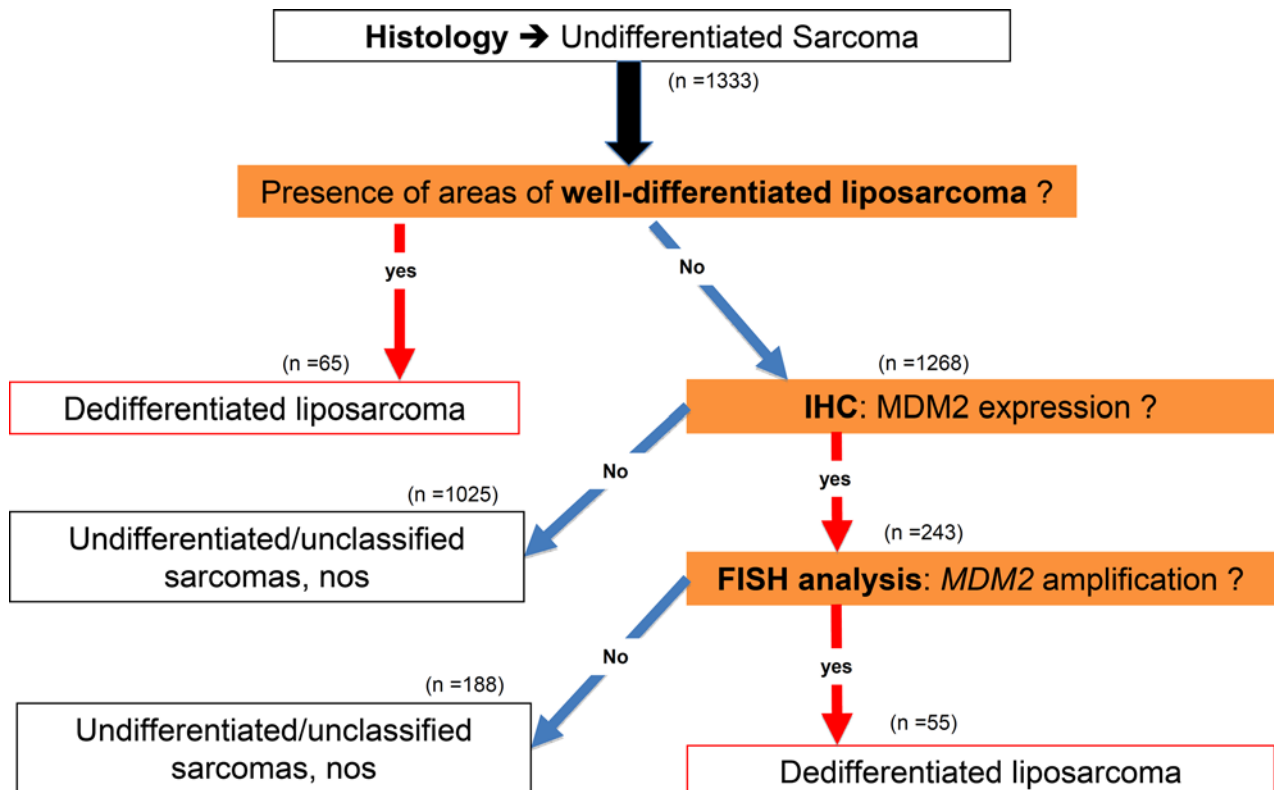 Histology ➔ Undifferentiated Sarcoma
(n =1333)
Presence of areas of well-differentiated liposarcoma ?
yes
No
(n =65)
Dedifferentiated liposarcoma
(n =1268)
IHC: MDM2 expression ?
No
yes
(n =1025)
Undifferentiated/unclassified
sarcomas, nos
(n =243)
FISH analysis: MDM2 amplification ?
No
yes
(n =188)
Undifferentiated/unclassified
sarcomas, nos
(n =55)
Dedifferentiated liposarcoma